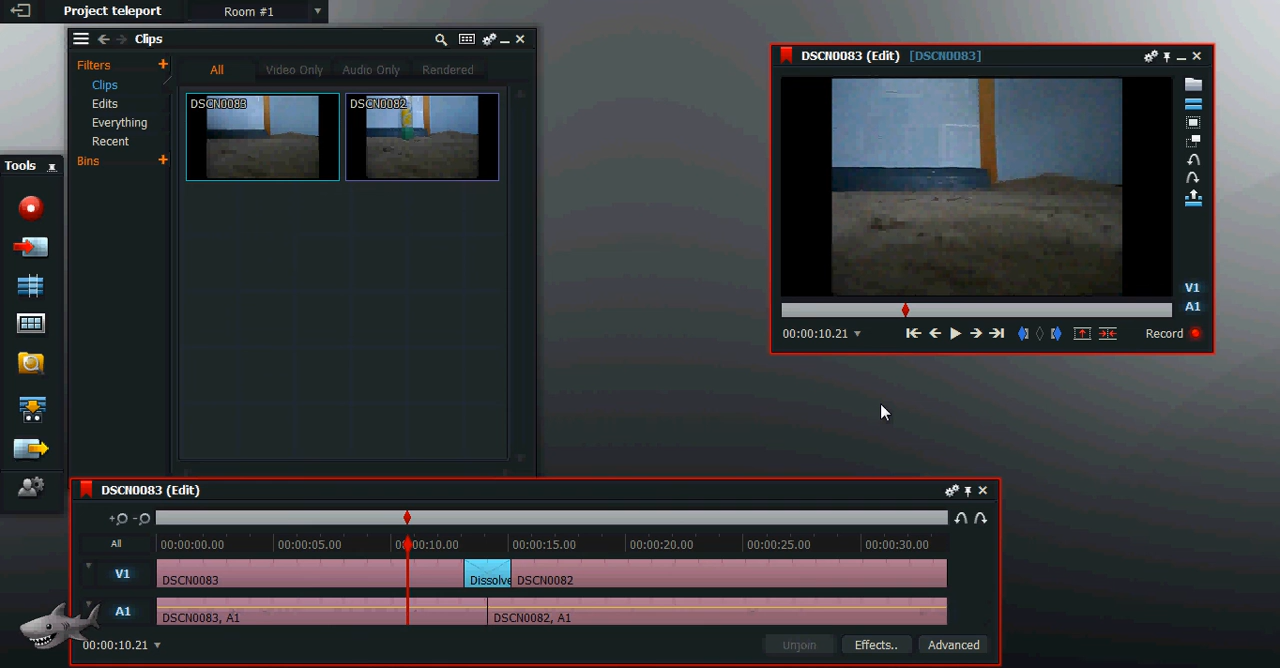 Project teleport
Room #1
Clips
Filters +
Clips
Edits
Everything
Recent
Bins +
All Video Only Audio Only Rendered
DSCN0083 DSCN0082
Tools
DSCN0083 (Edit) [DSCN0083]
V1
A1
00:00:10.21
Record
DSCN0083 (Edit)
All
00:00:00.00 00:00:05.00 00:00:10.00 00:00:15.00 00:00:20.00 00:00:25.00 00:00:30.00
V1
DSCN0083 Dissolve DSCN0082
A1
DSCN0083, A1 DSCN0082, A1
00:00:10.21
Unjoin Effects.. Advanced